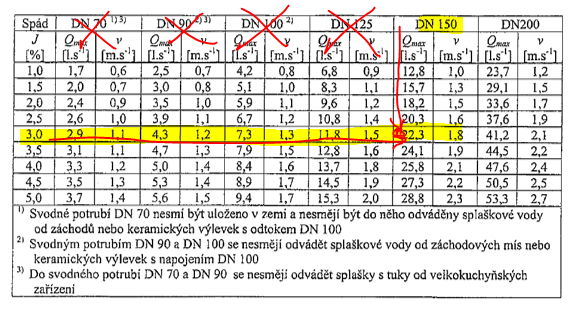 Spád DN 70 1) 3) DN 90 2) 3) DN 100 2) DN 125 DN 150 DN200
J Qmax v Qmax v Qmax v Qmax v Qmax v Qmax v
[%] [l.s-1] [m.s-1] [l.s-1] [m.s-1] [l.s-1] [m.s-1] [l.s-1] [m.s-1] [l.s-1] [m.s-1] [l.s-1] [m.s-1]
1,0 1,7 0,6 2,5 0,7 4,2 0,8 6,8 0,9 12,8 1,0 23,7 1,2
1,5 2,0 0,7 3,0 0,8 5,1 1,0 8,3 1,1 15,7 1,3 29,1 1,5
2,0 2,4 0,9 3,5 1,0 5,9 1,1 9,6 1,2 18,2 1,5 33,6 1,7
2,5 2,6 1,0 3,9 1,1 6,7 1,2 10,8 1,4 20,3 1,6 37,6 1,9
3,0 2,9 1,1 4,3 1,2 7,3 1,3 11,8 1,5 22,3 1,8 41,2 2,1
3,5 3,1 1,1 4,7 1,3 7,9 1,5 12,8 1,6 24,1 1,9 44,5 2,2
4,0 3,3 1,2 5,0 1,4 8,4 1,6 13,7 1,8 25,8 2,1 47,6 2,4
4,5 3,5 1,3 5,3 1,4 8,9 1,7 14,5 1,9 27,3 2,2 50,5 2,5
5,0 3,7 1,4 5,6 1,5 9,4 1,7 15,3 2,0 28,8 2,3 53,3 2,7
1) Svodné potrubí DN 70 nesmí být uloženo v zemi a nesmějí být do něho odváděny splaškové vody
od záchodů nebo keramických výlevek s odtokem DN 100
2) Svodným potrubím DN 90 a DN 100 se nesmějí odvádět splaškové vody od záchodových mís nebo
keramických výlevek s napojením DN 100
3) Do svodného potrubí DN 70 a DN 90 se nesmějí odvádět splašky s tuky od velkokuchyňských
zařízení